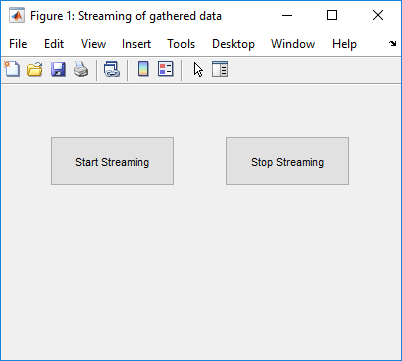 Figure 1: Streaming of gathered data
File Edit View Insert Tools Desktop Window Help
Start Streaming Stop Streaming